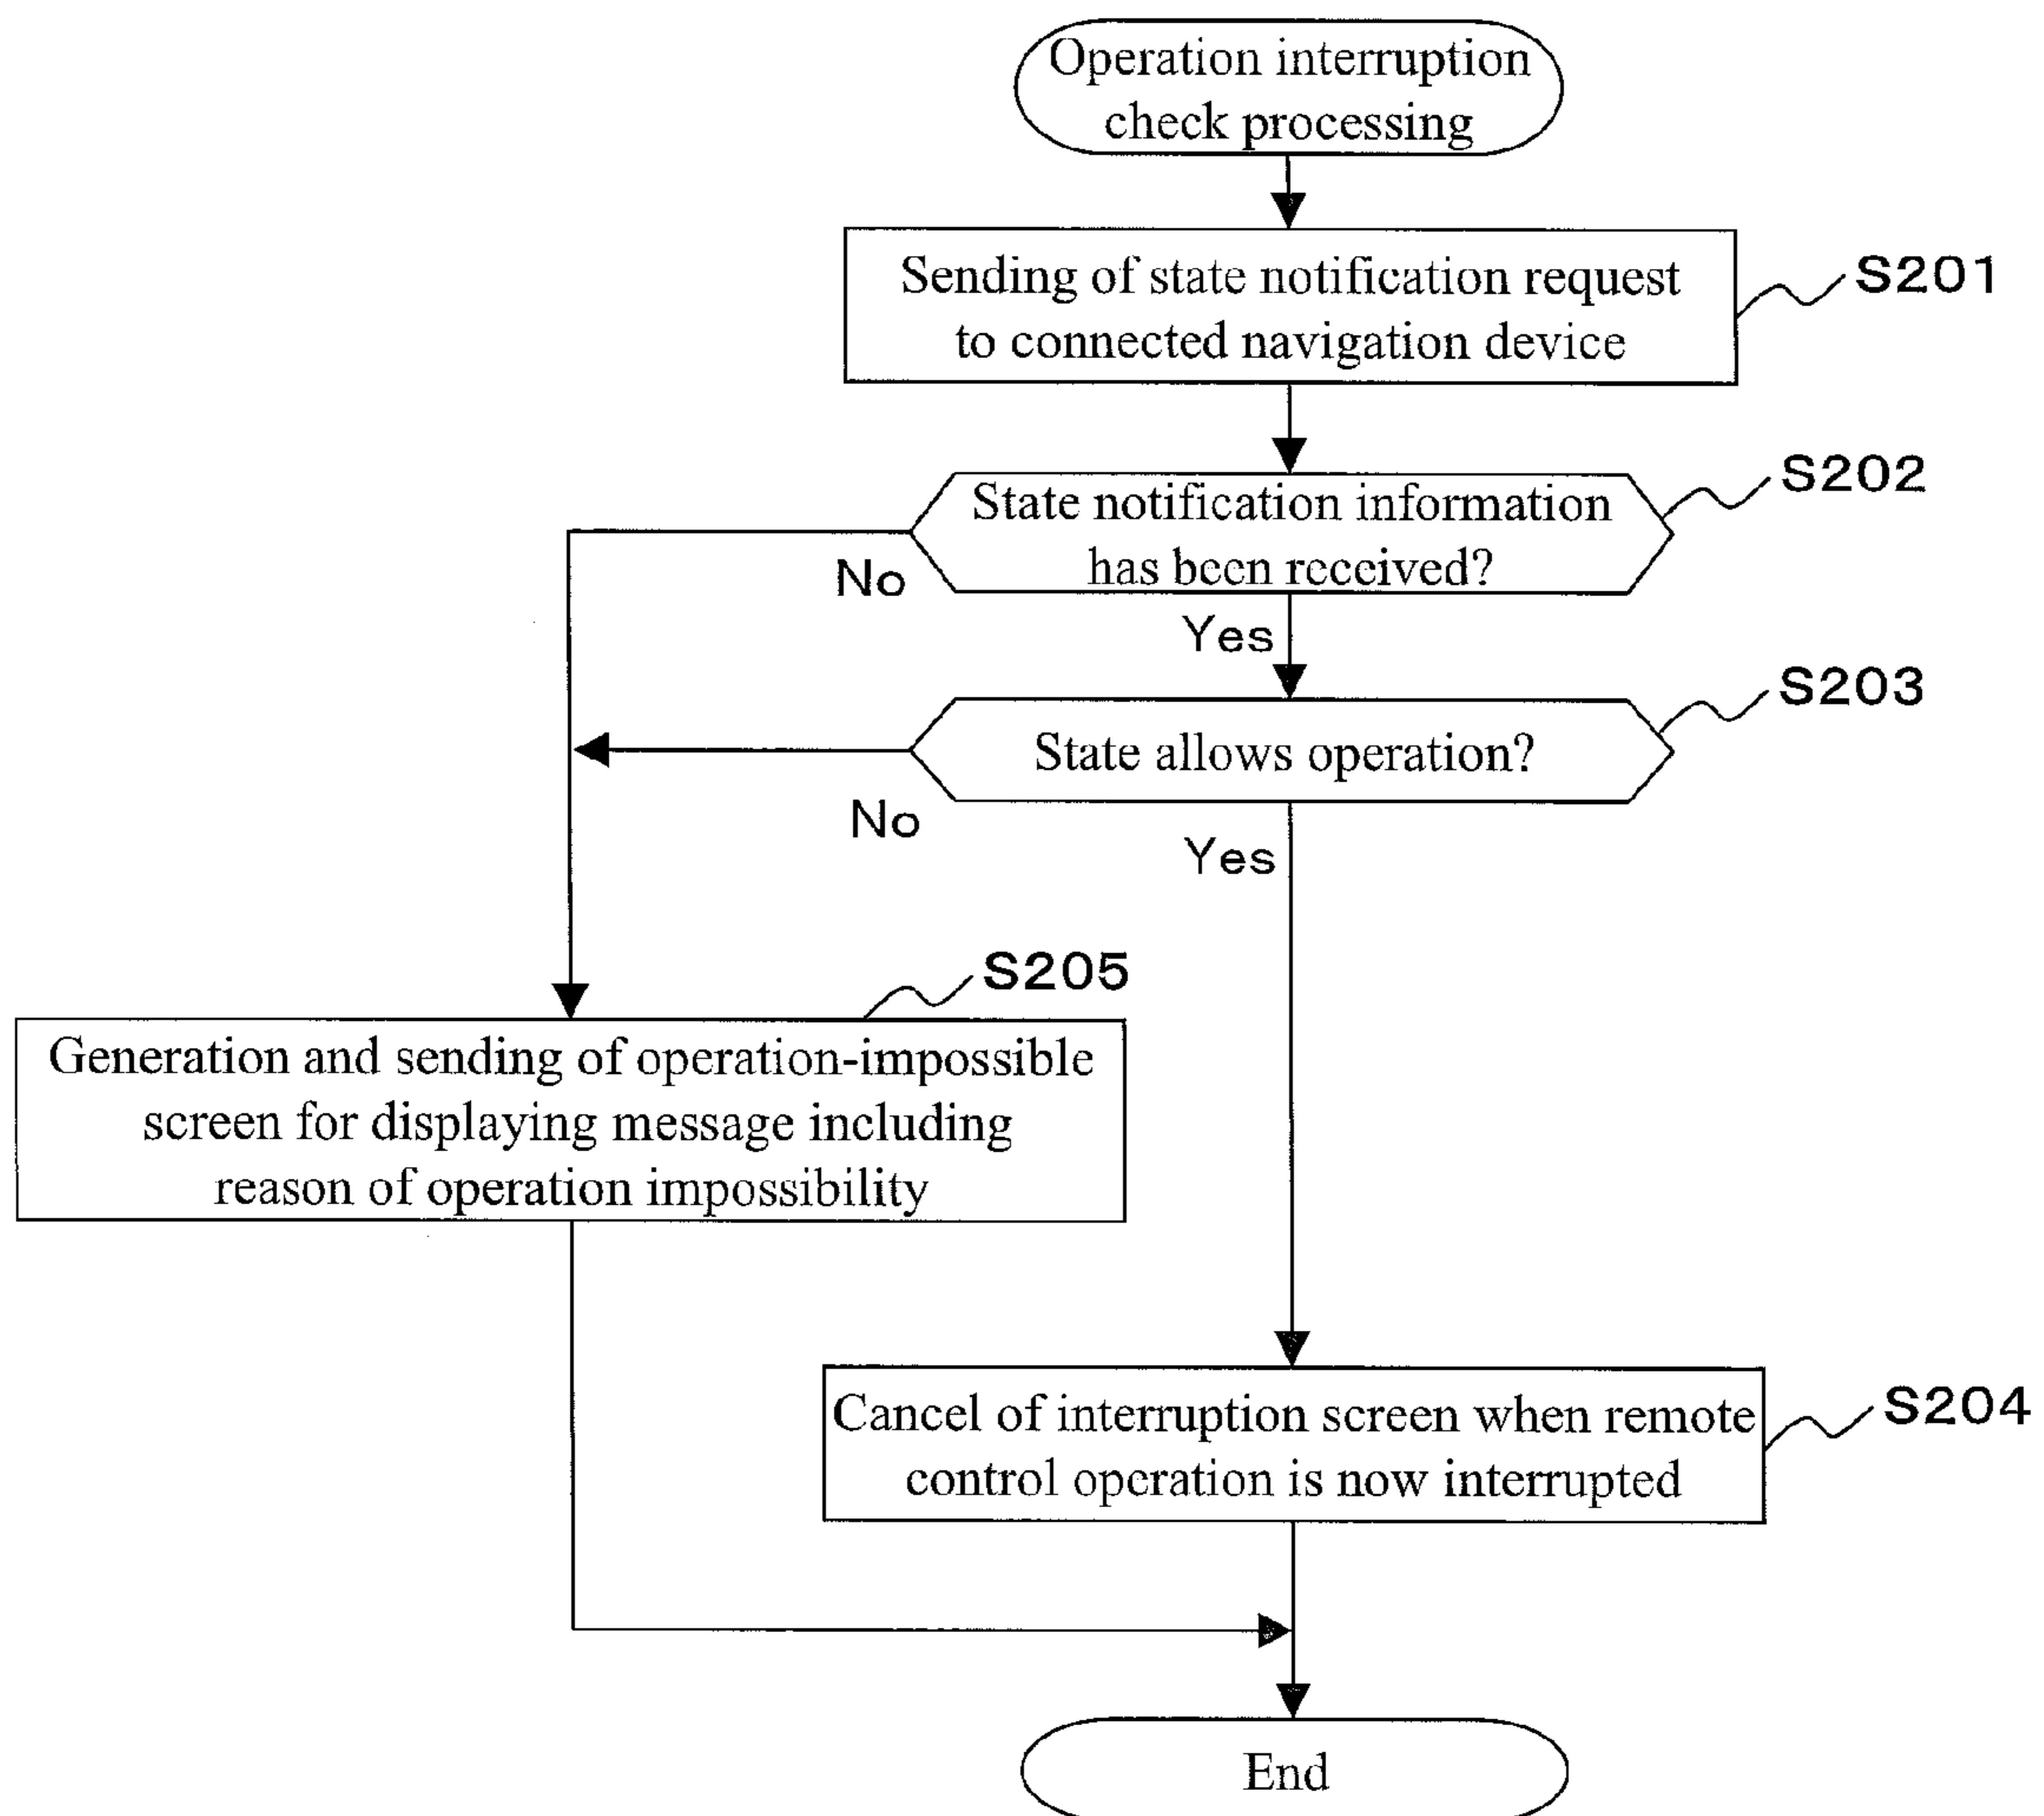 Operation interruption
check processing
Sending of state notification request
to connected navigation device
S201
State notification information
has been received?
S202
No
Yes
State allows operation?
S203
No
Yes
S205
Generation and sending of operation-impossible
screen for displaying message including
reason of operation impossibility
Cancel of interruption screen when remote
control operation is now interrupted
S204
End